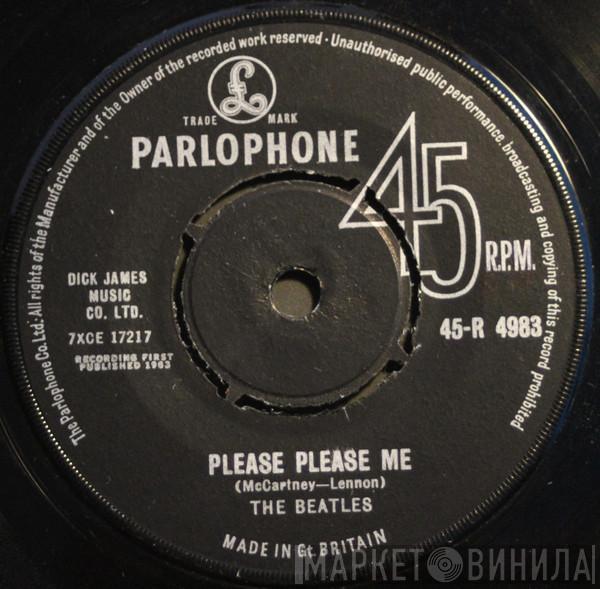 The Parlophone Co. Ltd. All rights of the Manufacturer and of the Owner of the recorded work reserved · Unauthorised public performance, broadcasting and copying of this record prohibited
£
TRADE MARK
PARLOPHONE
45
R.P.M.
DICK JAMES
MUSIC
CO. LTD.
7XCE 17217
RECORDING FIRST
PUBLISHED 1963
45-R 4983
PLEASE PLEASE ME
(McCartney—Lennon)
THE BEATLES
MADE IN Gt. BRITAIN
МАРКЕТ ВИНИЛА